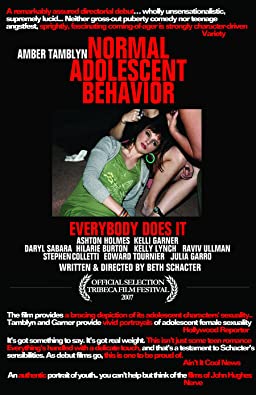 A remarkably assured directorial debut... wholly unsensationalistic,
supremely lucid... Neither gross-out puberty comedy nor teenage
angstfest, sprightly, fascinating coming-of-ager is strongly character-driven
Variety
AMBER TAMBLYN
NORMAL
ADOLESCENT
BEHAVIOR
EVERYBODY DOES IT
ASHTON HOLMES KELLI GARNER
DARYL SABARA HILARIE BURTON KELLY LYNCH RAVIV ULLMAN
STEPHEN COLLETTI EDWARD TOURNIER JULIA GARRO
WRITTEN & DIRECTED BY BETH SCHACTER
OFFICIAL SELECTION
TRIBECA FILM FESTIVAL
2007
The film provides a bracing depiction of its adolescent characters' sexuality..
Tamblyn and Garner provide vivid portrayals of adolescent female sexuality
Hollywood Reporter
It's got something to say. It's got real weight. This isn't just some teen romance
Everything's handled with a delicate touch, and that's a testament to Schacter's
sensibilities. As debut films go, this is one to be proud of.
Ain't It Cool News
An authentic portrait of youth. you can't help but think of the films of John Hughes
Nerve